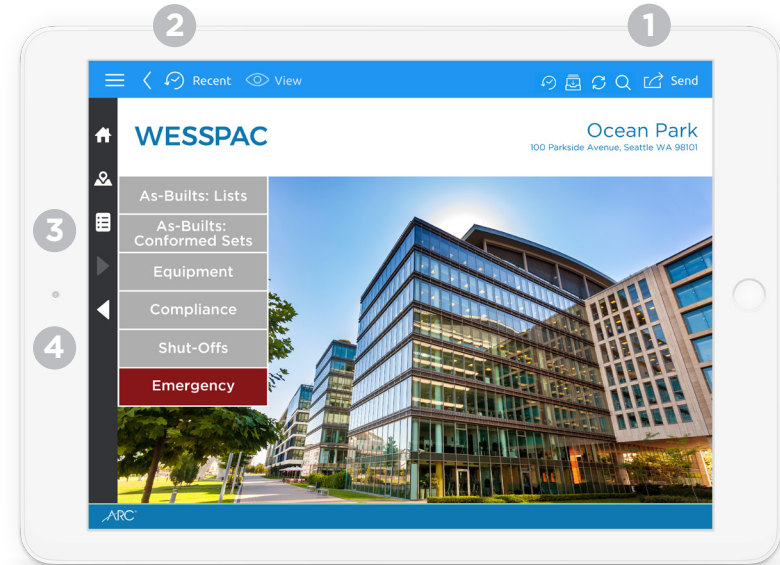 2
1
Recent
View
Send
WESSPAC
Ocean Park
100 Parkside Avenue, Seattle WA 98101
As-Builts: Lists
As-Builts:
Conformed Sets
3
Equipment
Compliance
4
Shut-Offs
Emergency
ARC